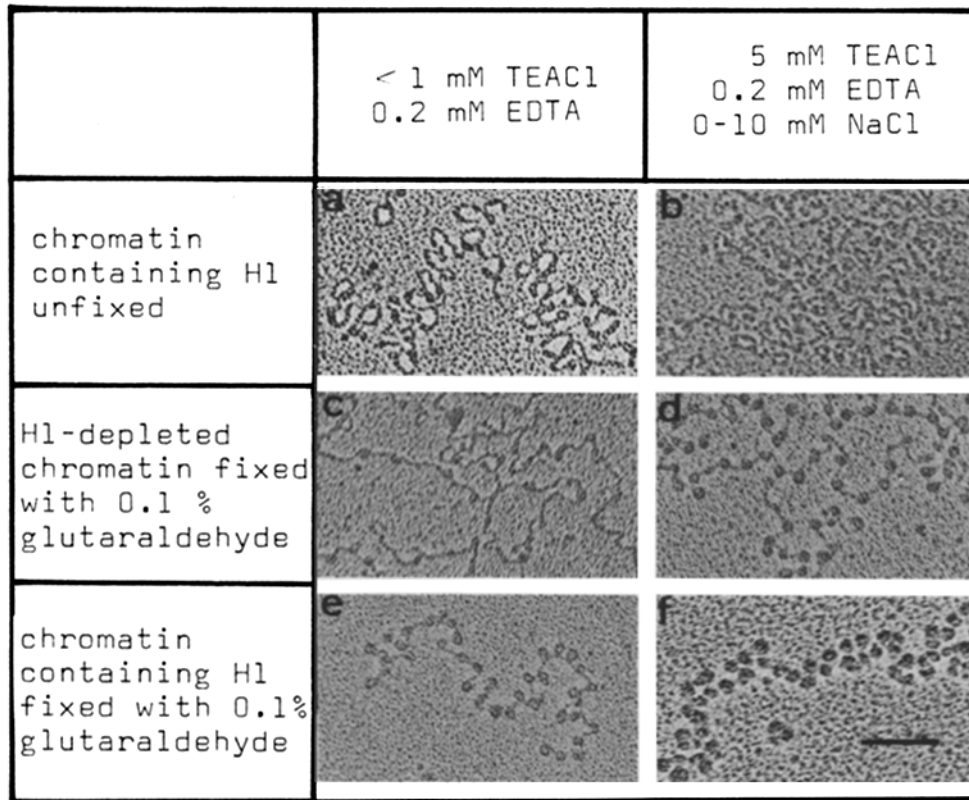 < 1 mM TEACl
0.2 mM EDTA
5 mM TEACl
0.2 mM EDTA
0-10 mM NaCl
chromatin
containing H1
unfixed
a
b
H1-depleted
chromatin fixed
with 0.1 %
glutaraldehyde
c
d
chromatin
containing H1
fixed with 0.1%
glutaraldehyde
e
f